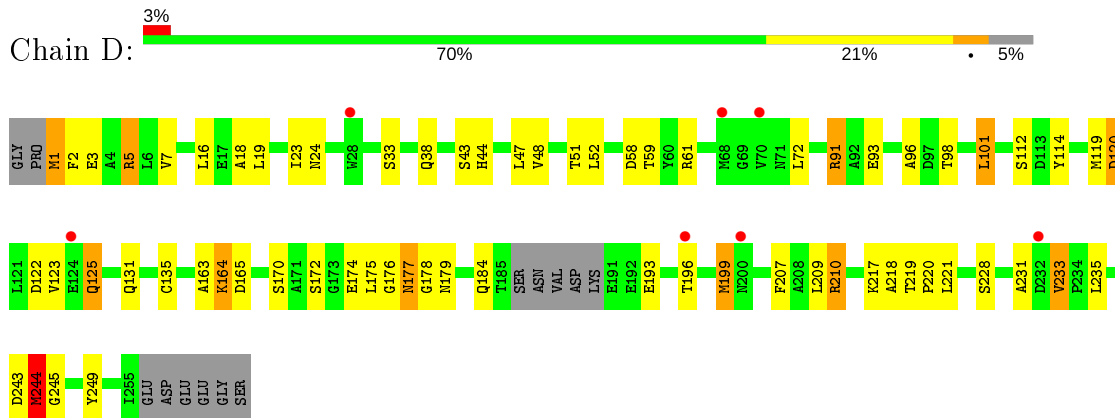 3%
Chain D:
70% 21% • 5%
GLY PRO M1 F2 E3 A4 R5 L6 V7 L16 E17 A18 L19 I23 N24 W28 S33 Q38 S43 H44 L47 V48 T51 L52 D58 T59 Y60 R61 M68 G69 V70 N71 L72 R91 A92 E93 A96 D97 T98 L101 S112 D113 Y114 M119 D120
L121 D122 V123 E124 Q125 Q131 C135 A163 K164 D165 S170 A171 S172 G173 E174 L175 G176 N177 G178 N179 Q184 T185 SER ASN VAL ASP LYS E191 E192 E193 T196 M199 N200 F207 A208 L209 R210 K217 A218 T219 P220 L221 S228 A231 D232 V233 P234 L235
D243 M244 G245 Y249 I255 GLU ASP GLU GLU GLY SER